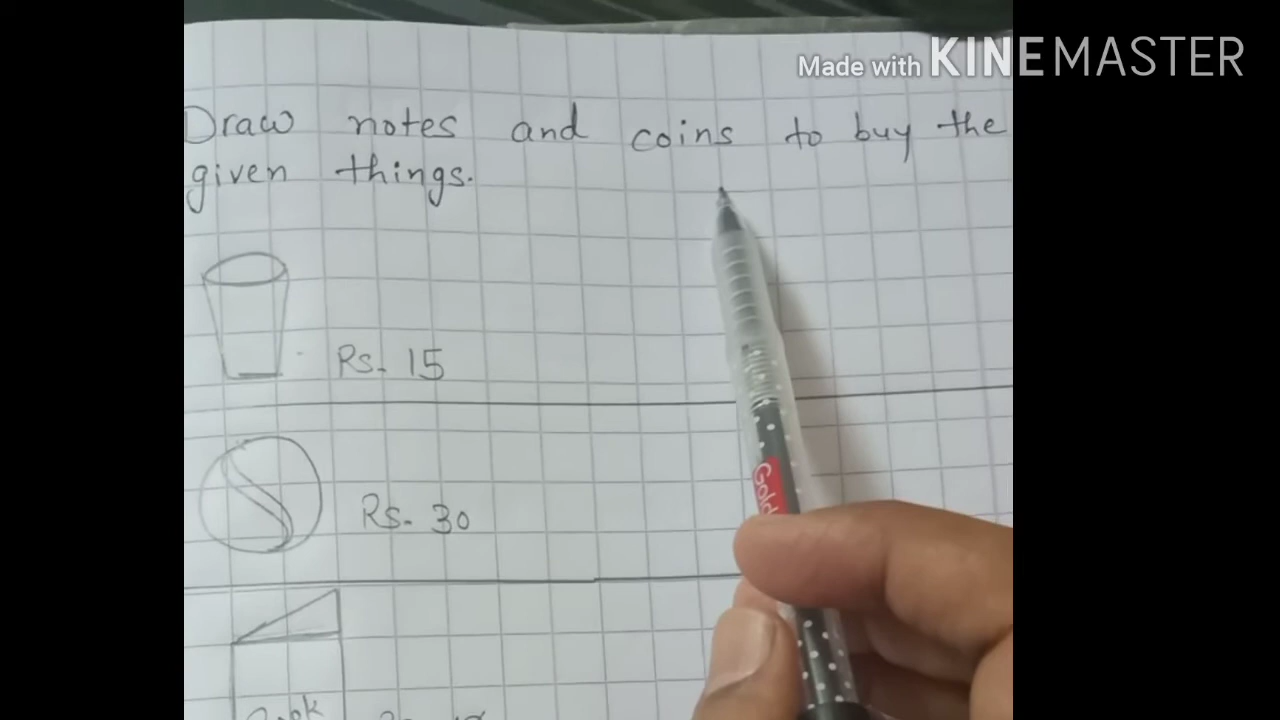 Made with KINEMASTER
Draw notes and coins to buy the
given things.
Rs. 15
Rs. 30
Gold